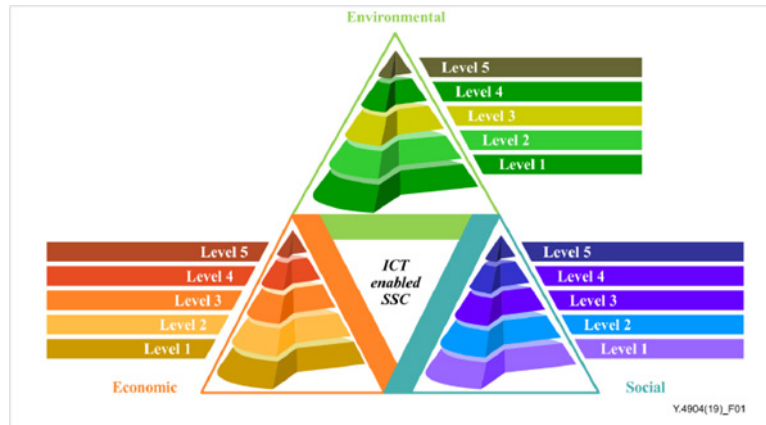 Environmental
Level 5
Level 4
Level 3
Level 2
Level 1
ICT
enabled
SSC
Level 5
Level 4
Level 3
Level 2
Level 1
Economic
Level 5
Level 4
Level 3
Level 2
Level 1
Social
Y.4904(19)_F01